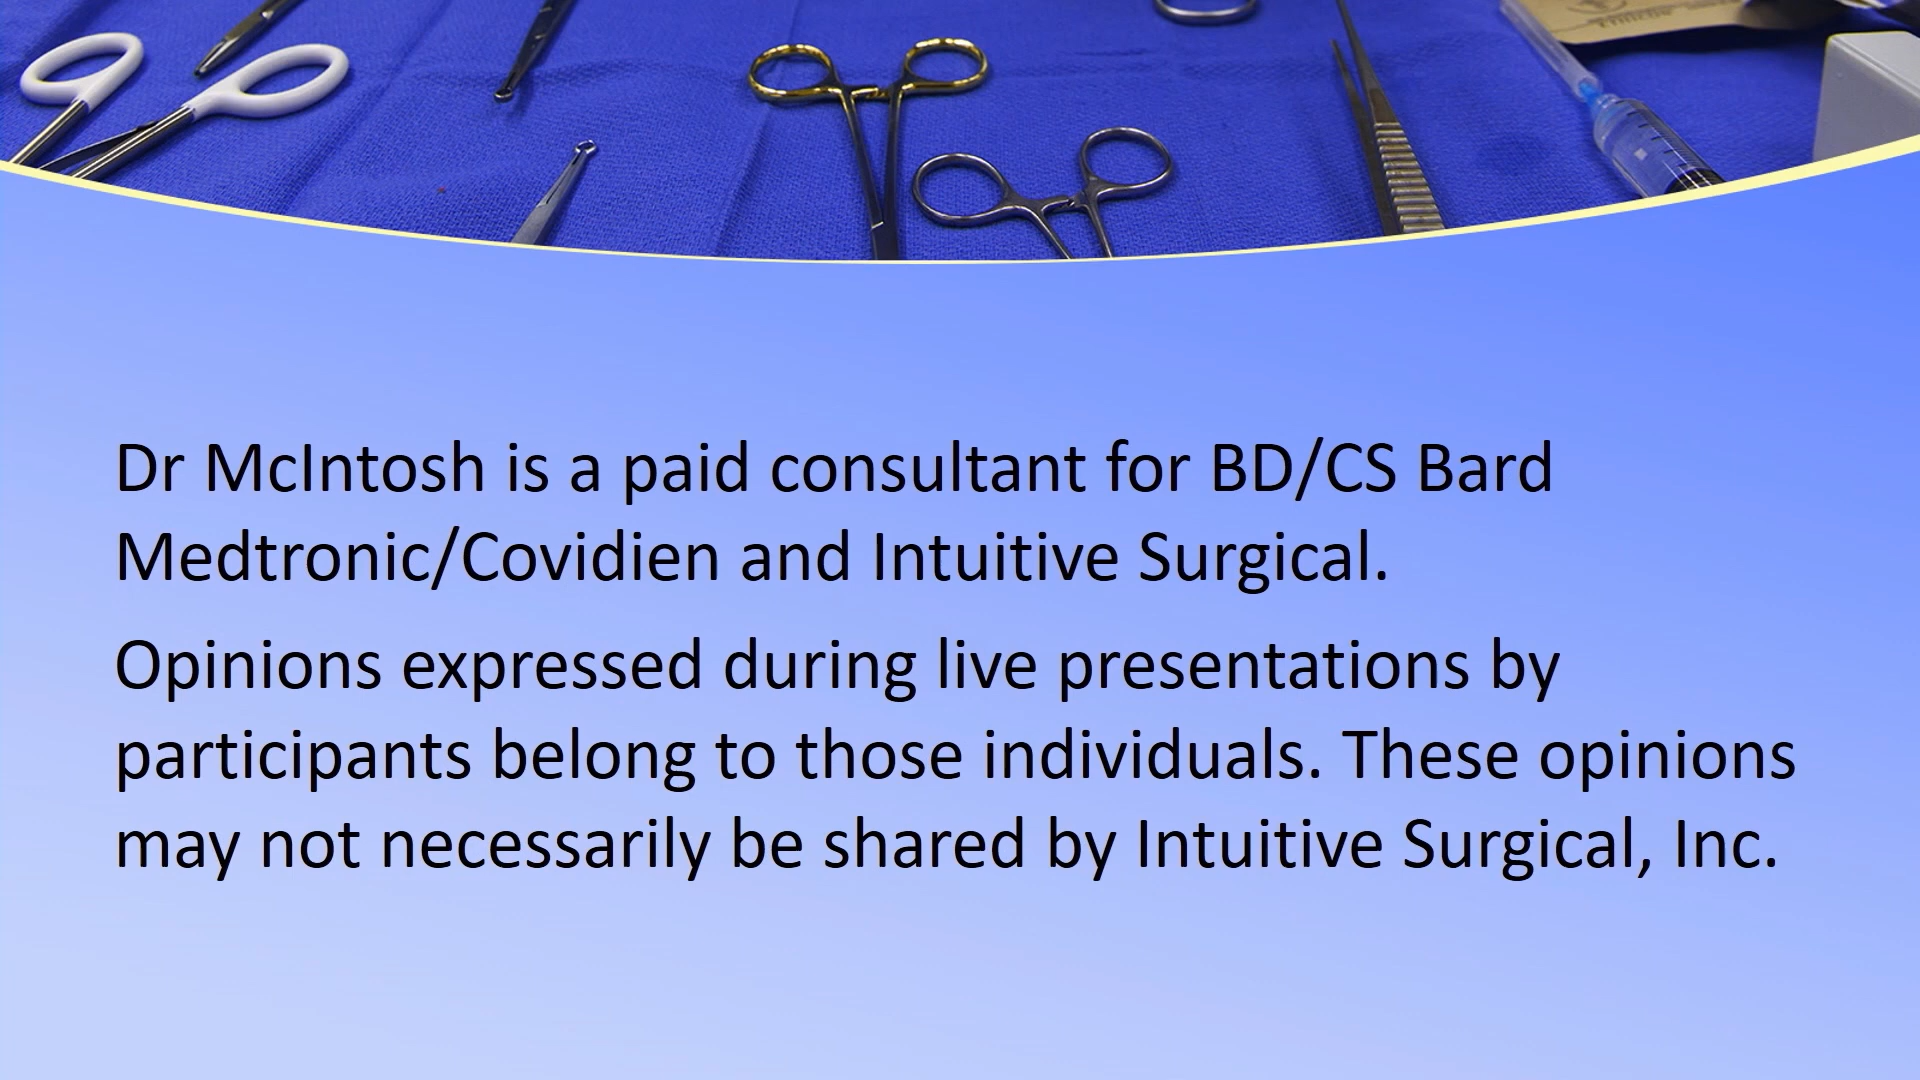 Dr McIntosh is a paid consultant for BD/CS Bard
Medtronic/Covidien and Intuitive Surgical.
Opinions expressed during live presentations by
participants belong to those individuals. These opinions
may not necessarily be shared by Intuitive Surgical, Inc.